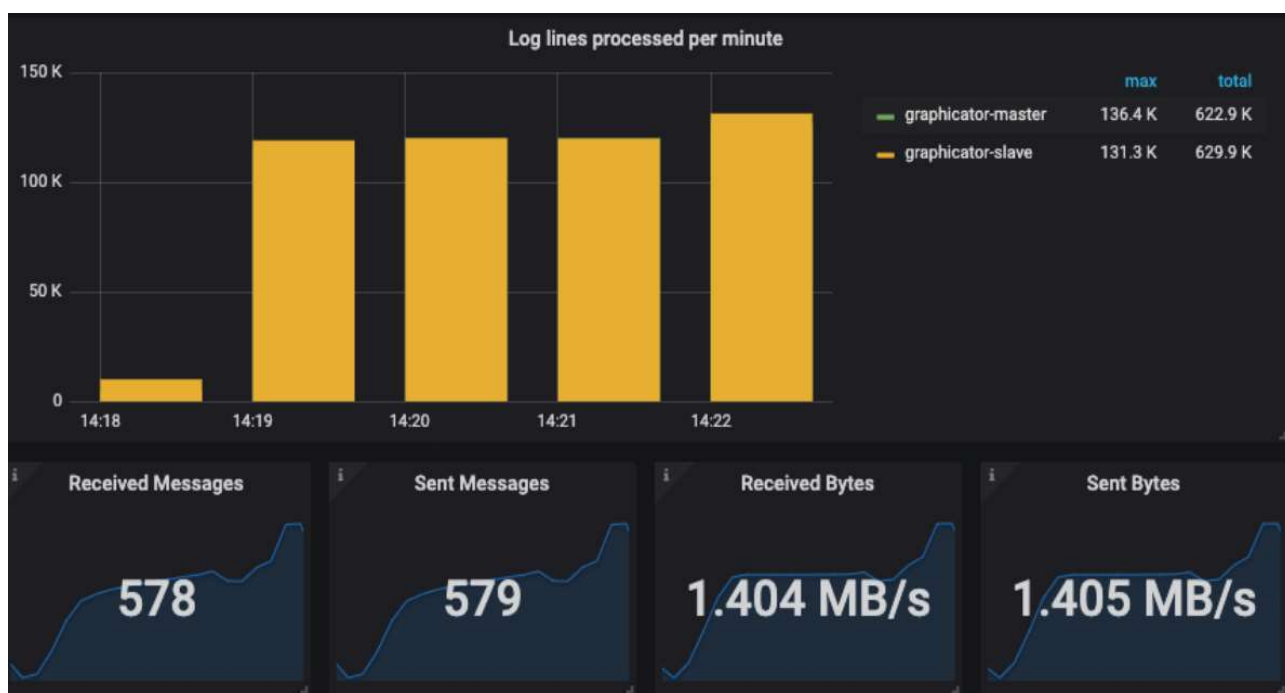 Log lines processed per minute
150 K
100 K
50 K
0
14:18 14:19 14:20 14:21 14:22
max total
graphicator-master 136.4 K 622.9 K
graphicator-slave 131.3 K 629.9 K
i Received Messages
578
i Sent Messages
579
i Received Bytes
1.404 MB/s
i Sent Bytes
1.405 MB/s